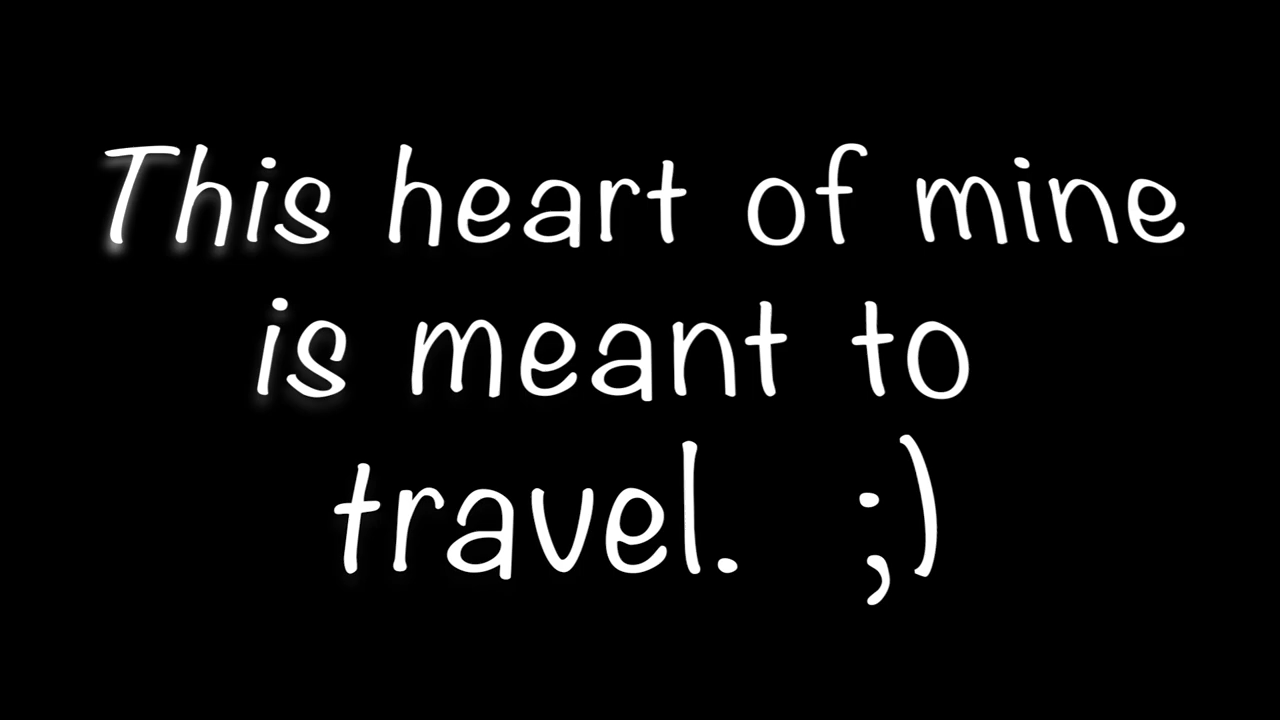 This heart of mine
is meant to
travel. ;)